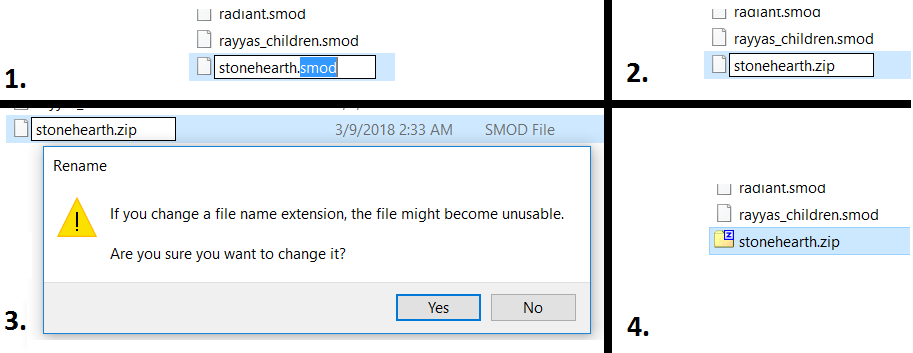 radiant.smod
rayyas_children.smod
stonehearth.smod
1.
radiant.smod
rayyas_children.smod
stonehearth.zip
2.
stonehearth.zip 3/9/2018 2:33 AM SMOD File
Rename
If you change a file name extension, the file might become unusable.
Are you sure you want to change it?
Yes No
3.
radiant.smod
rayyas_children.smod
stonehearth.zip
4.